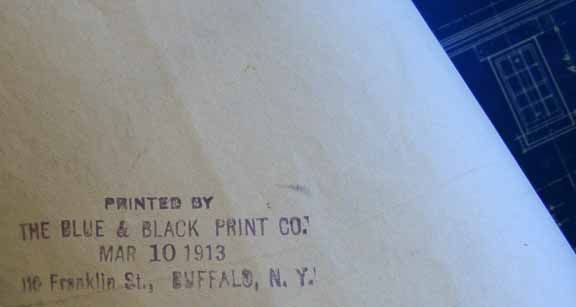 PRINTED BY
THE BLUE & BLACK PRINT CO.
MAR 10 1913
110 Franklin St., BUFFALO, N. Y.